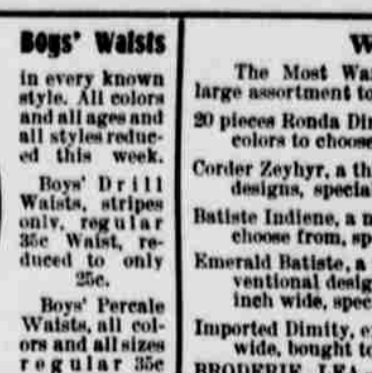 Boys' Waists
in every known
style. All colors
and all ages and
all styles reduc-
ed this week.
Boys' Drill
Waists, stripes
only, regular
35c Waist, re-
duced to only
25c.
Boys' Percale
Waists, all col-
ors and all sizes
regular 35c
W
The Most Wa
large assortment to
20 pieces Ronda Di
colors to choose
Corder Zeyhyr, a th
designs, special
Batiste Indiene, a n
choose from, sp
Emerald Batiste, a
ventional desig
inch wide, spec
Imported Dimity, e
wide, bought to
BRODERIE